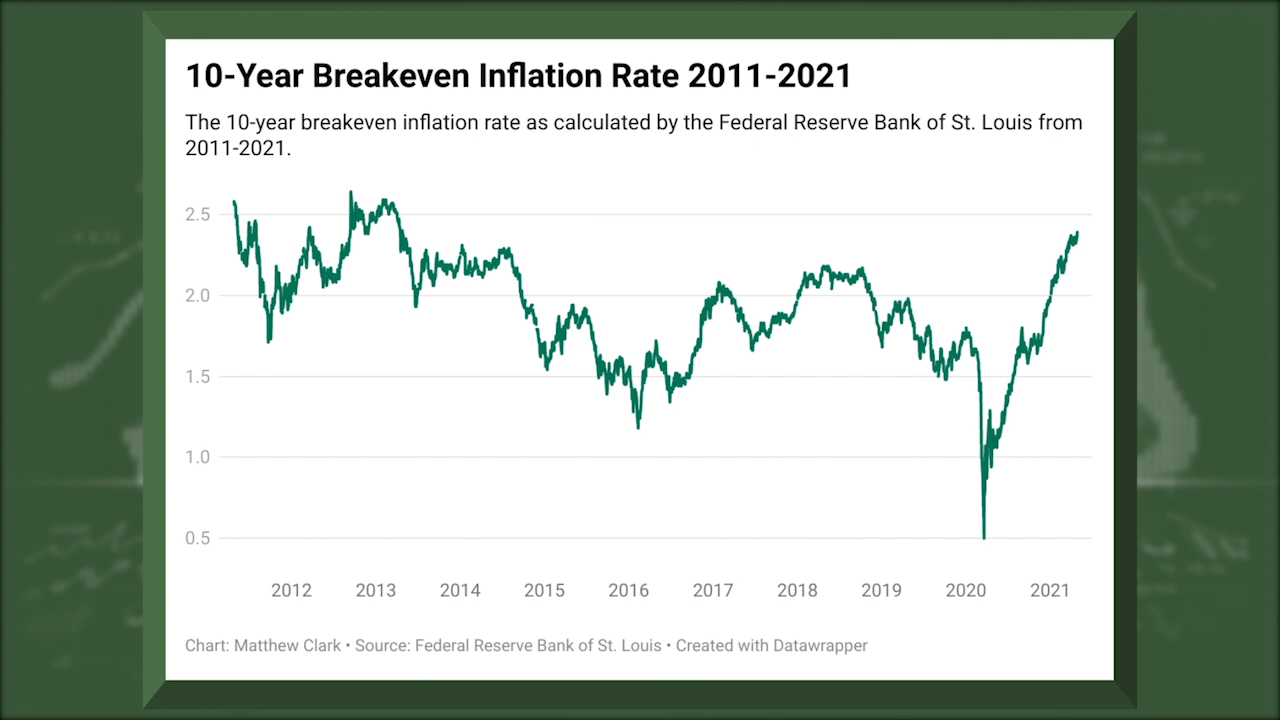 10-Year Breakeven Inflation Rate 2011-2021
The 10-year breakeven inflation rate as calculated by the Federal Reserve Bank of St. Louis from
2011-2021.
2.5
2.0
1.5
1.0
0.5
2012 2013 2014 2015 2016 2017 2018 2019 2020 2021
Chart: Matthew Clark • Source: Federal Reserve Bank of St. Louis • Created with Datawrapper